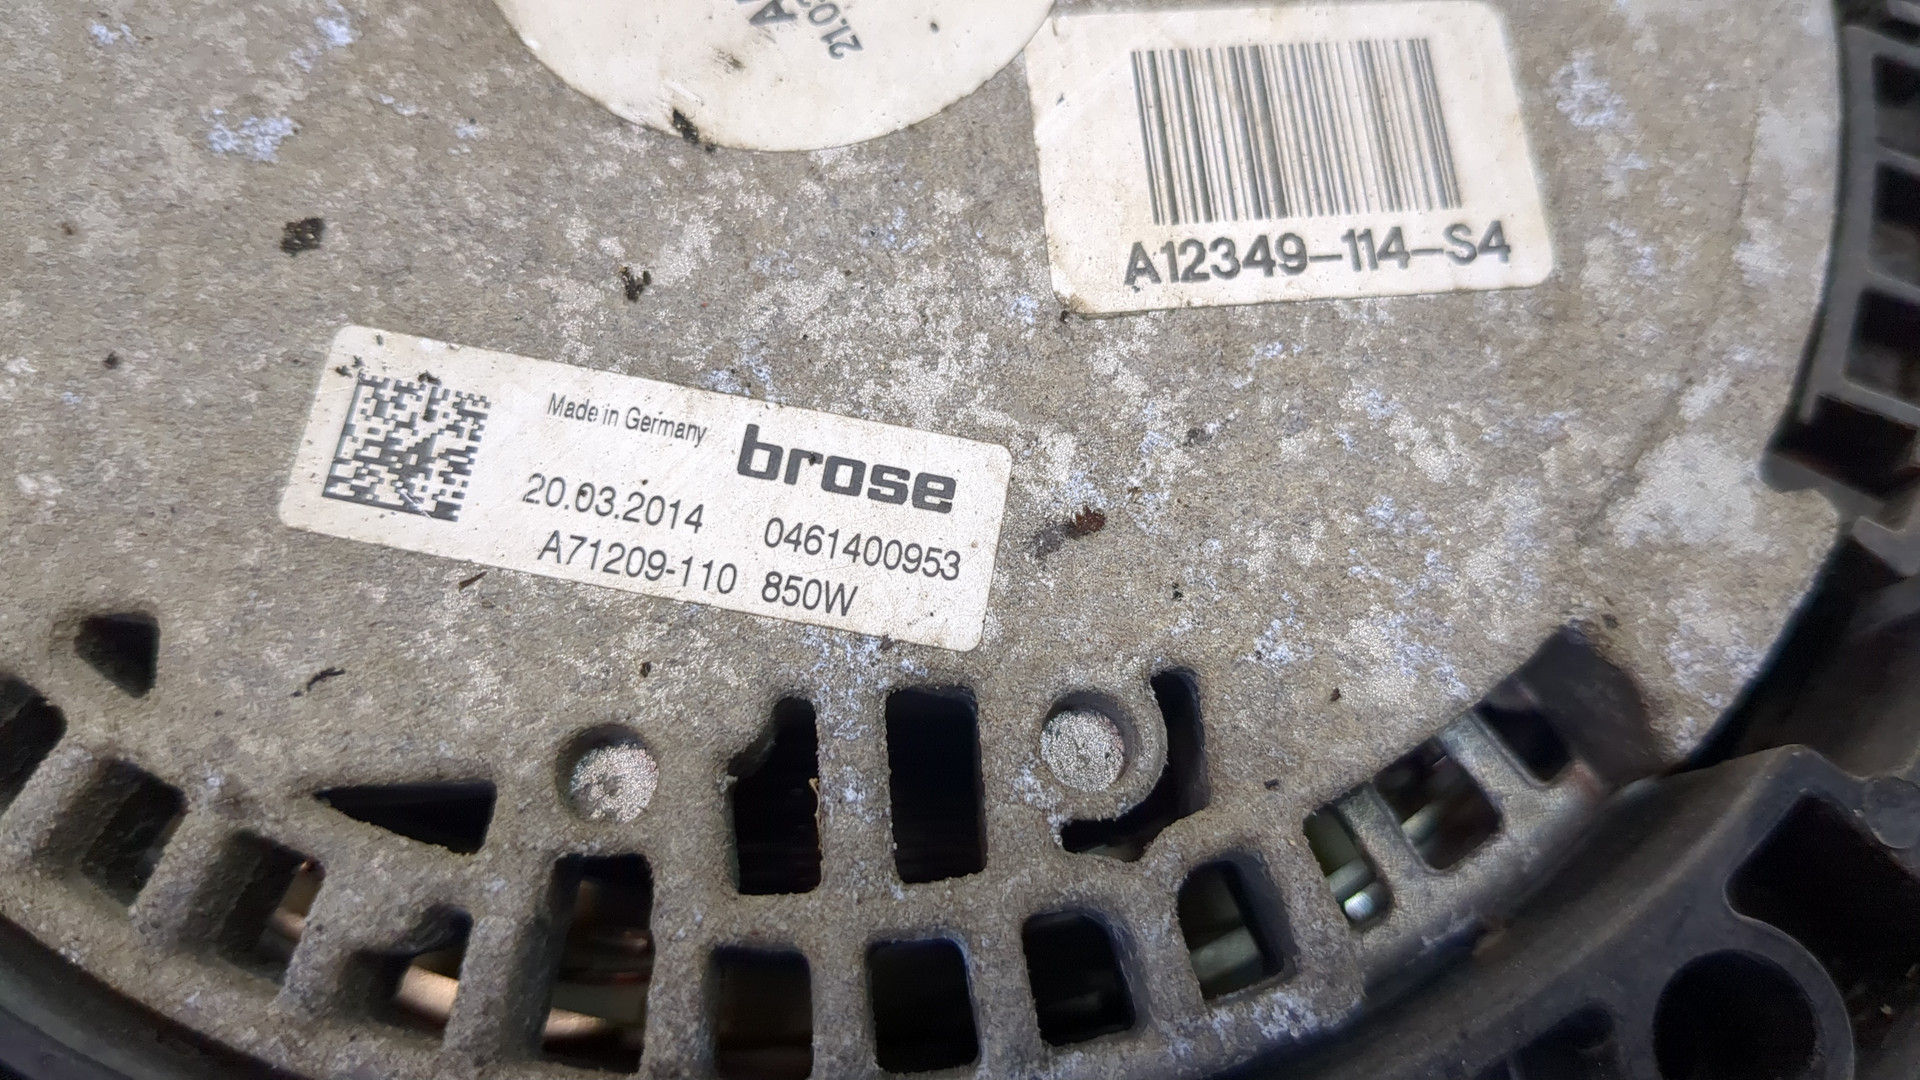 A12349-114-S4
Made in Germany brose
20.03.2014 0461400953
A71209-110 850W